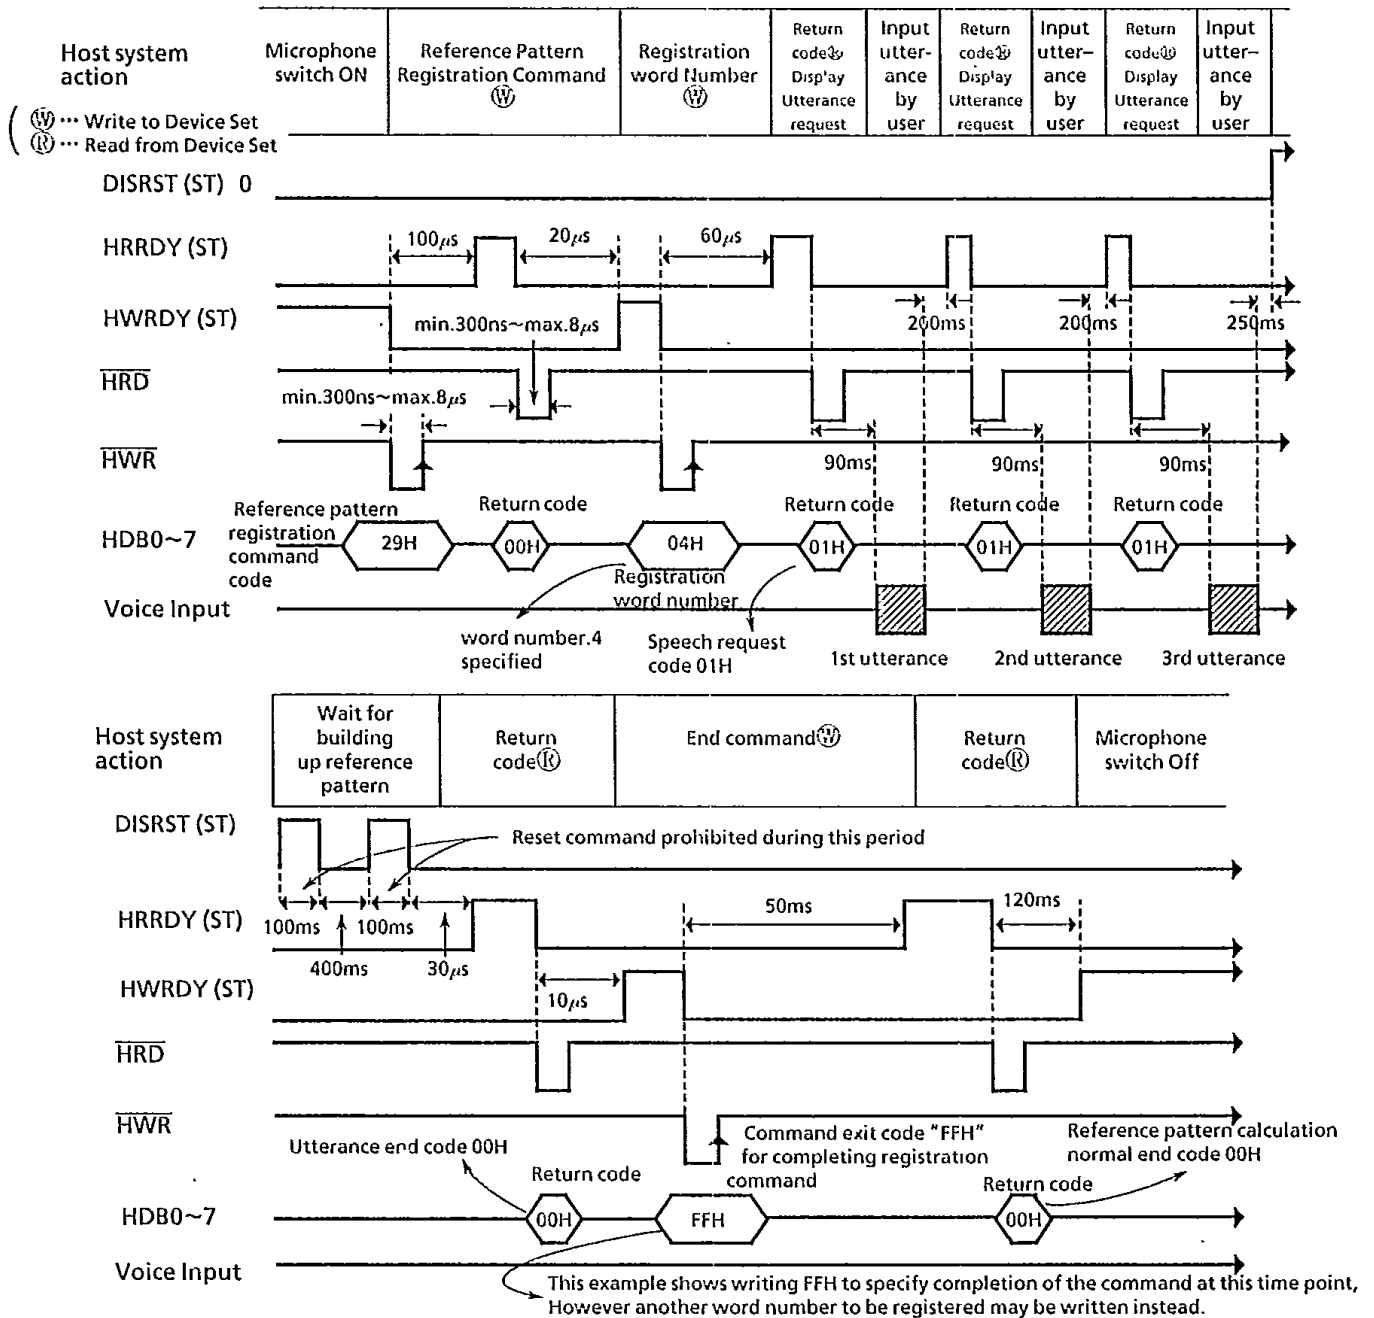 Host system
action
Microphone
switch ON
Reference Pattern
Registration Command
Ⓦ
Registration
word Number
Ⓦ
Return
codeⓇ
Display
Utterance
request
Input
utter-
ance
by
user
Return
codeⓇ
Display
Utterance
request
Input
utter-
ance
by
user
Return
codeⓇ
Display
Utterance
request
Input
utter-
ance
by
user
Ⓦ ··· Write to Device Set
Ⓡ ··· Read from Device Set
DISRST (ST) 0
HRRDY (ST)
100μs
20μs
60μs
HWRDY (ST)
min.300ns~max.8μs
200ms
200ms
250ms
HRD
min.300ns~max.8μs
HWR
90ms
90ms
90ms
Reference pattern
registration
command
code
Return code
Return code
Return code
Return code
HDB0~7
29H
00H
04H
01H
01H
01H
Registration
word number
Voice Input
word number.4
specified
Speech request
code 01H
1st utterance
2nd utterance
3rd utterance
Host system
action
Wait for
building
up reference
pattern
Return
codeⓇ
End commandⓌ
Return
codeⓇ
Microphone
switch Off
DISRST (ST)
Reset command prohibited during this period
HRRDY (ST)
100ms
100ms
400ms
30μs
50ms
120ms
HWRDY (ST)
10μs
HRD
HWR
Utterance end code 00H
Command exit code "FFH"
for completing registration
command
Reference pattern calculation
normal end code 00H
Return code
Return code
HDB0~7
00H
FFH
00H
Voice Input
This example shows writing FFH to specify completion of the command at this time point,
However another word number to be registered may be written instead.